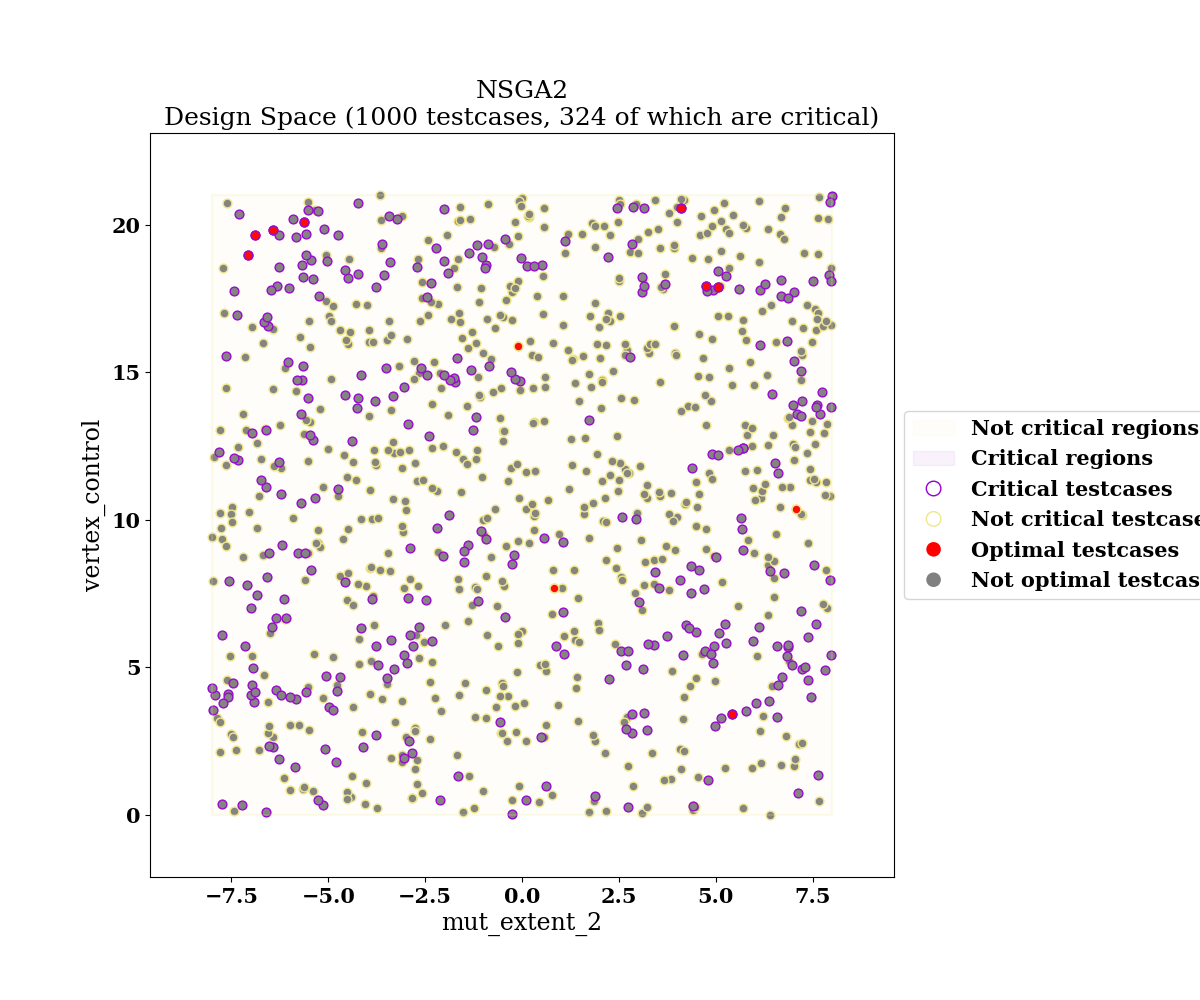 NSGA2
Design Space (1000 testcases, 324 of which are critical)
vertex_control
20
15
10
5
0
−7.5
−5.0
−2.5
0.0
2.5
5.0
7.5
mut_extent_2
Not critical regions
Critical regions
Critical testcases
Not critical testcase
Optimal testcases
Not optimal testcas